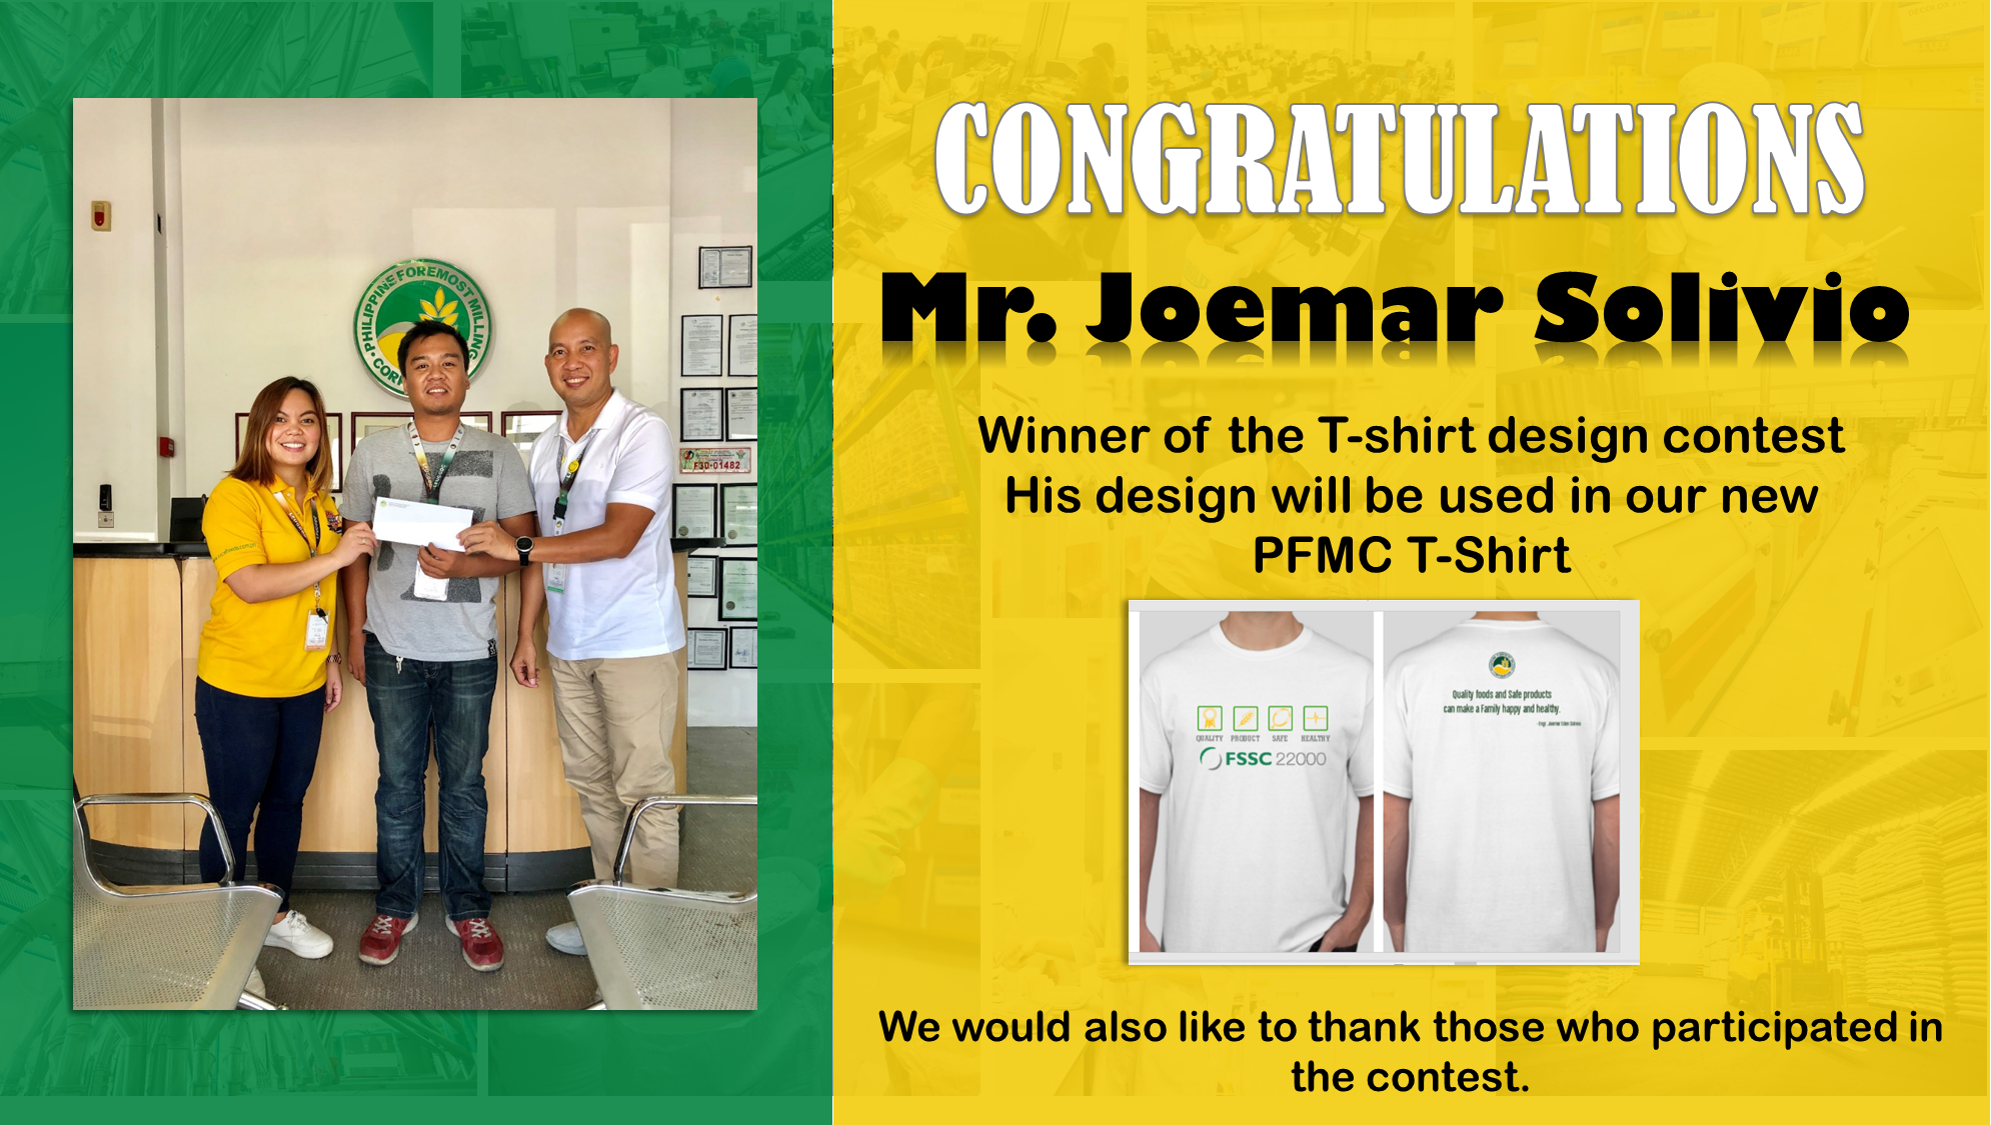 PHILIPPINS FOREMOST MILLING
F30-01482
CONGRATULATIONS
Mr. Joemar Solivio
Winner of the T-shirt design contest
His design will be used in our new
PFMC T-Shirt
QUALITY PRODUCT SAFE HEALTHY
FSSC 22000
Quality foods and Safe products
can make a Family happy and healthy.
We would also like to thank those who participated in
the contest.